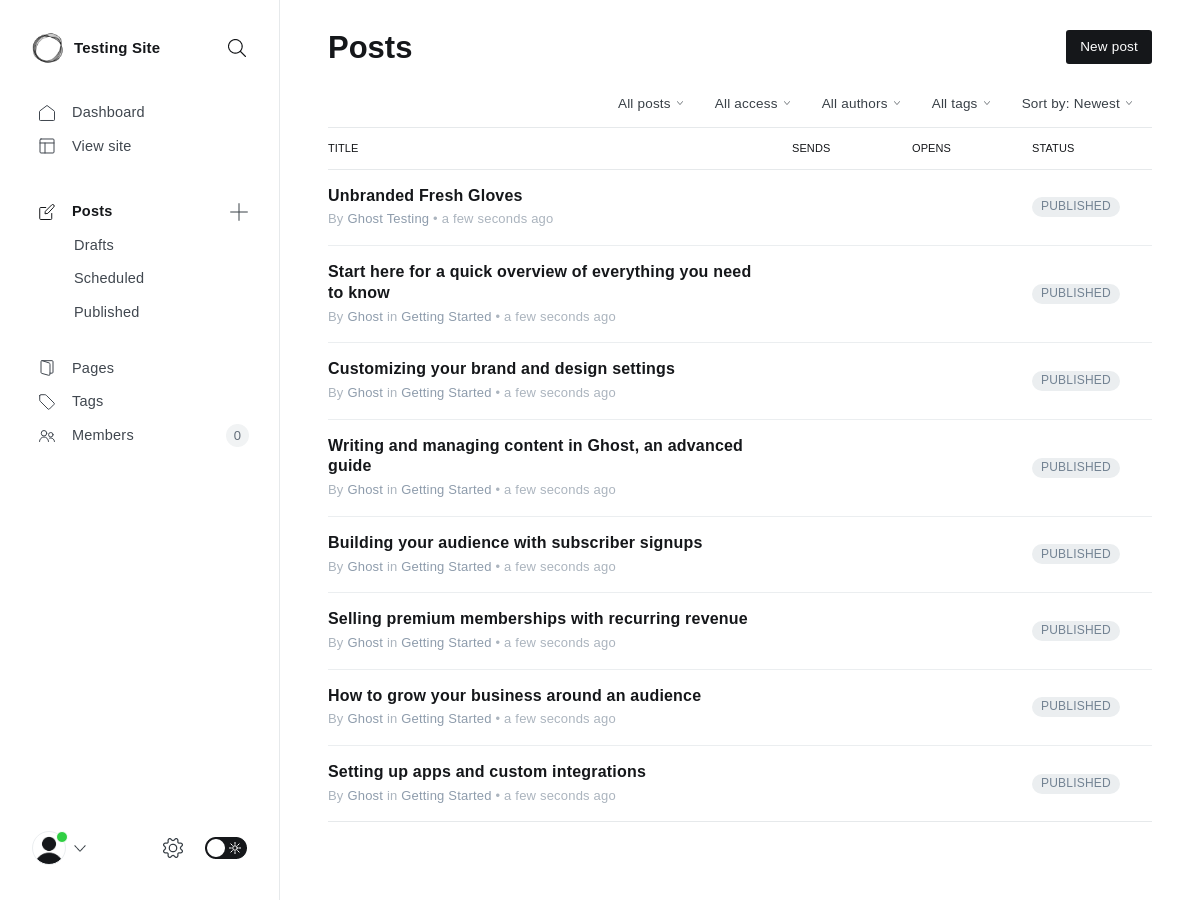 Testing Site
Dashboard
View site
Posts
Drafts
Scheduled
Published
Pages
Tags
Members
0
Posts
New post
All posts
All access
All authors
All tags
Sort by: Newest
TITLE SENDS OPENS STATUS
Unbranded Fresh Gloves
By Ghost Testing • a few seconds ago
PUBLISHED
Start here for a quick overview of everything you need
to know
By Ghost in Getting Started • a few seconds ago
PUBLISHED
Customizing your brand and design settings
By Ghost in Getting Started • a few seconds ago
PUBLISHED
Writing and managing content in Ghost, an advanced
guide
By Ghost in Getting Started • a few seconds ago
PUBLISHED
Building your audience with subscriber signups
By Ghost in Getting Started • a few seconds ago
PUBLISHED
Selling premium memberships with recurring revenue
By Ghost in Getting Started • a few seconds ago
PUBLISHED
How to grow your business around an audience
By Ghost in Getting Started • a few seconds ago
PUBLISHED
Setting up apps and custom integrations
By Ghost in Getting Started • a few seconds ago
PUBLISHED